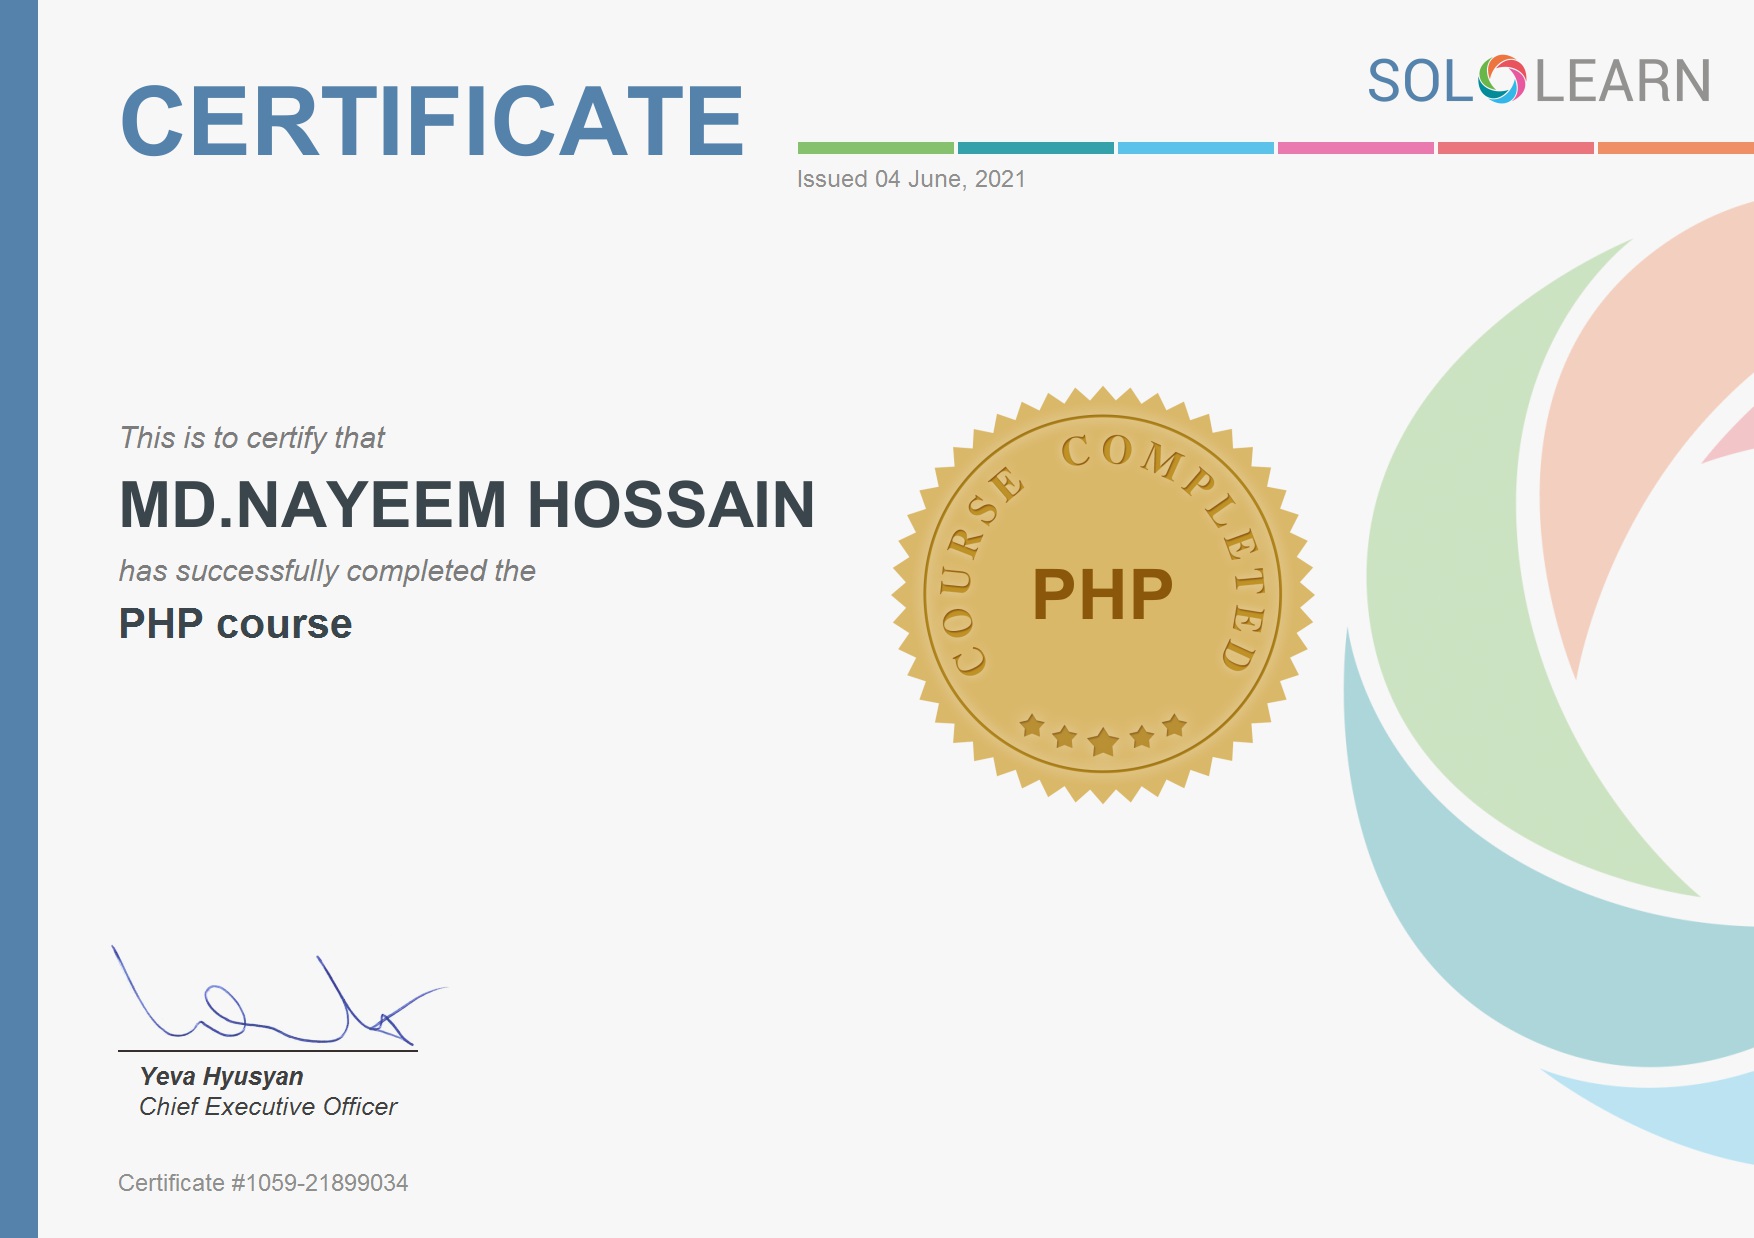 CERTIFICATE
SOLOLEARN
Issued 04 June, 2021
This is to certify that
MD.NAYEEM HOSSAIN
has successfully completed the
PHP course
COURSE COMPLETED
PHP
Yeva Hyusyan
Chief Executive Officer
Certificate #1059-21899034